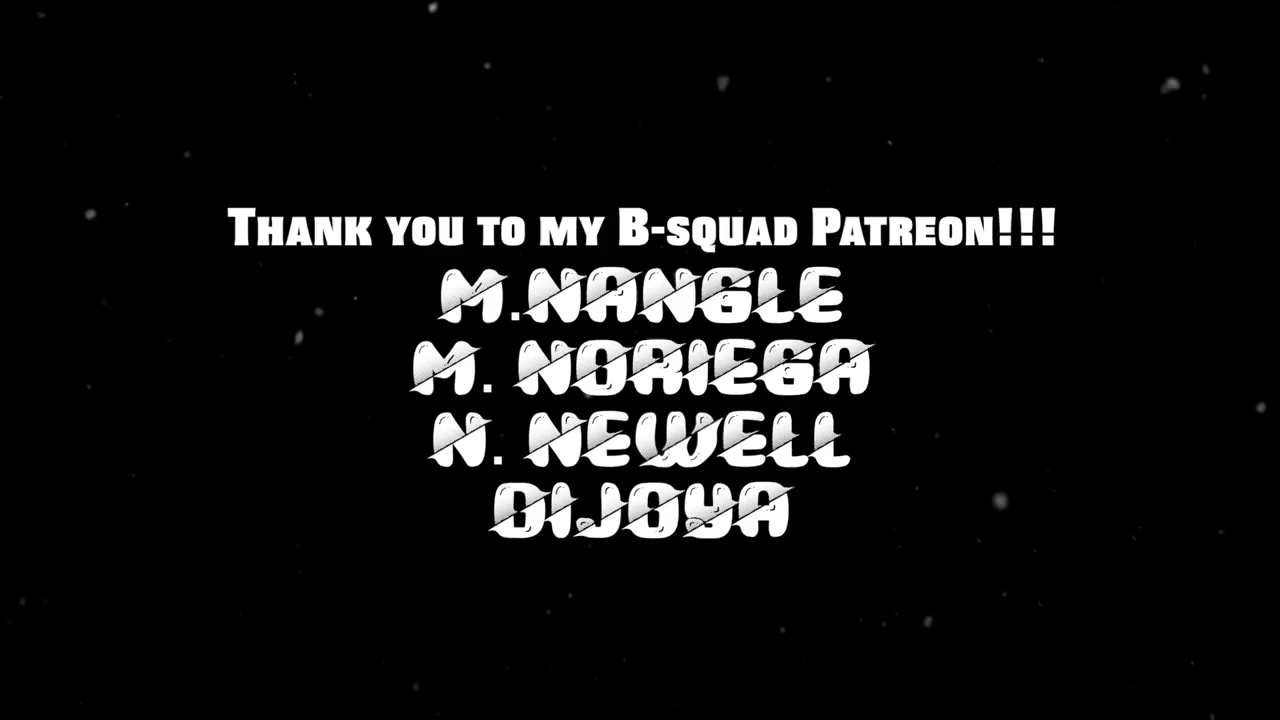 Thank you to my B-squad Patreon!!!
M.NANGLE
M. NORIEGA
N. NEWELL
DIJOYA